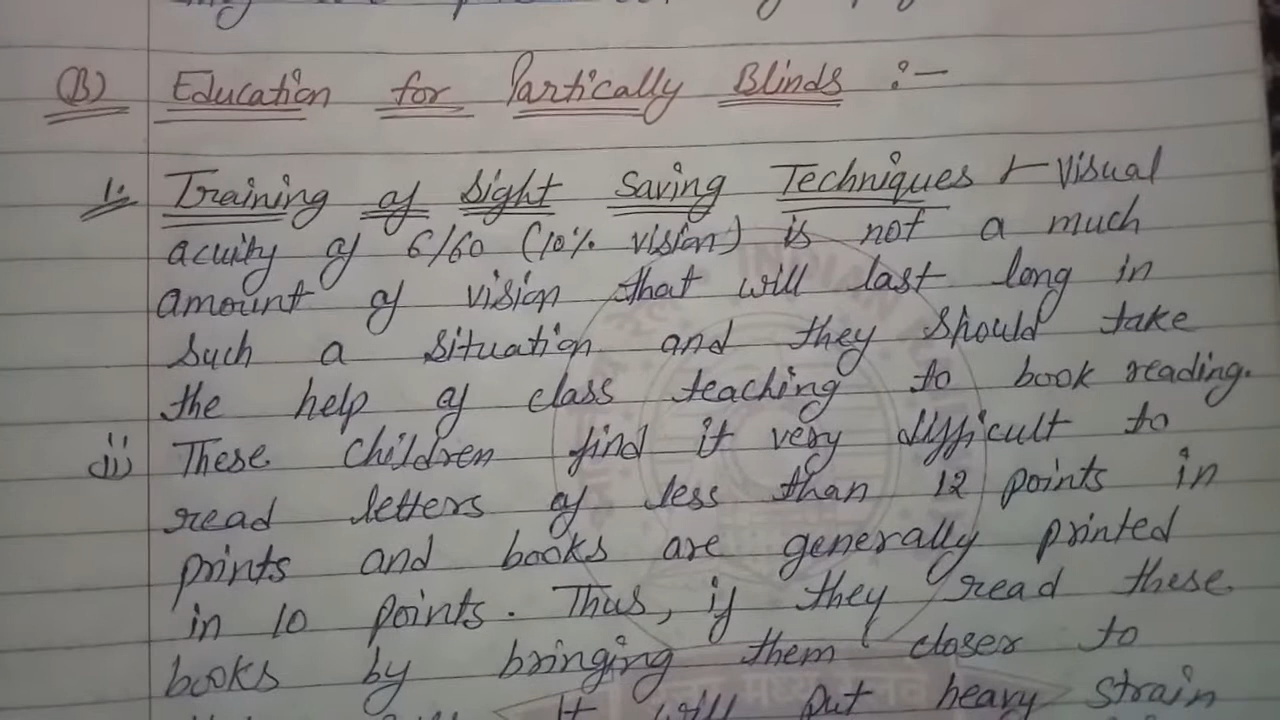 (B) Education for Partically Blinds :-
1. Training of Sight Saving Techniques :- Visual
acuity of 6/60 (10% vision) is not a much
amount of vision that will last long in
Such a situation and they should take
the help of class teaching to book reading.
(ii) These children find it very difficult to
read letters of less than 12 points in
prints and books are generally printed
in 10 points. Thus, if they read these
books by bringing them closer to
It will put heavy strain